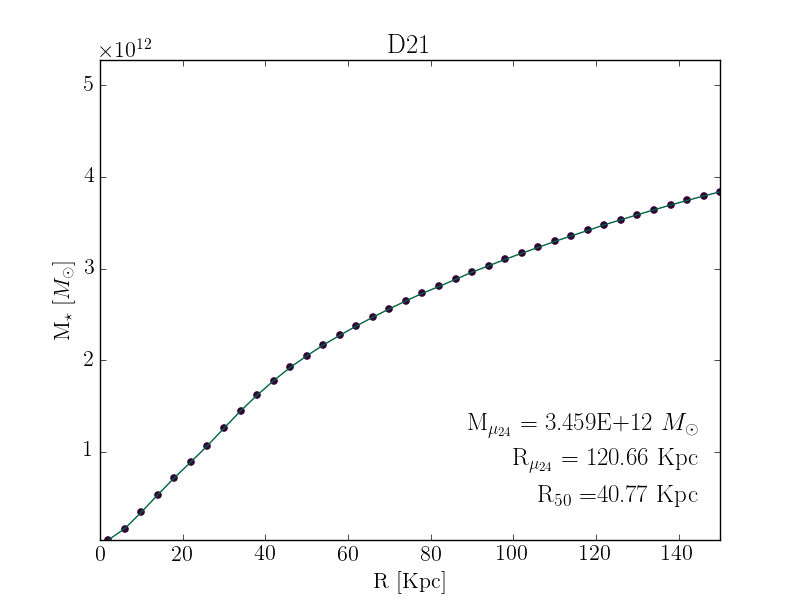 D21
×10¹²
5
4
3
2
1
M⋆ [M⊙]
M_μ₂₄ = 3.459E+12 M⊙
R_μ₂₄ = 120.66 Kpc
R₅₀ =40.77 Kpc
0 20 40 60 80 100 120 140
R [Kpc]